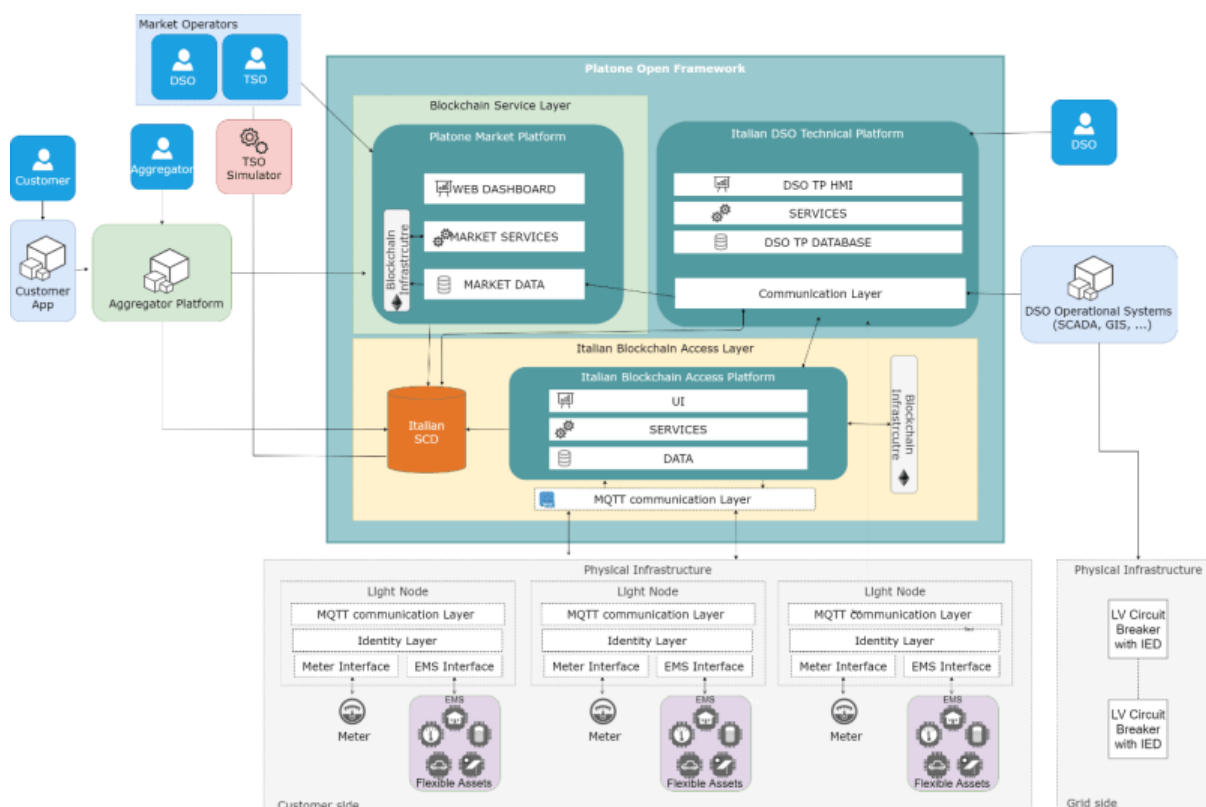 Market Operators
DSO
TSO
Customer
Aggregator
TSO
Simulator
Customer
App
Aggregator Platform
Platone Open Framework
Blockchain Service Layer
Platone Market Platform
WEB DASHBOARD
MARKET SERVICES
MARKET DATA
Blockchain
Infrastrcutre
Italian DSO Technical Platform
DSO TP HMI
SERVICES
DSO TP DATABASE
Communication Layer
DSO
DSO Operational Systems
(SCADA, GIS, ...)
Italian Blockchain Access Layer
Italian
SCD
Italian Blockchain Access Platform
UI
SERVICES
DATA
MQTT communication Layer
Blockchain
Infrastrcutre
Physical Infrastructure
Light Node
MQTT communication Layer
Identity Layer
Meter Interface
EMS Interface
Meter
EMS
Flexible Assets
Light Node
MQTT communication Layer
Identity Layer
Meter Interface
EMS Interface
Meter
EMS
Flexible Assets
Light Node
MQTT communication Layer
Identity Layer
Meter Interface
EMS Interface
Meter
EMS
Flexible Assets
Customer side
Physical Infrastructure
LV Circuit
Breaker
with IED
LV Circuit
Breaker
with IED
Grid side